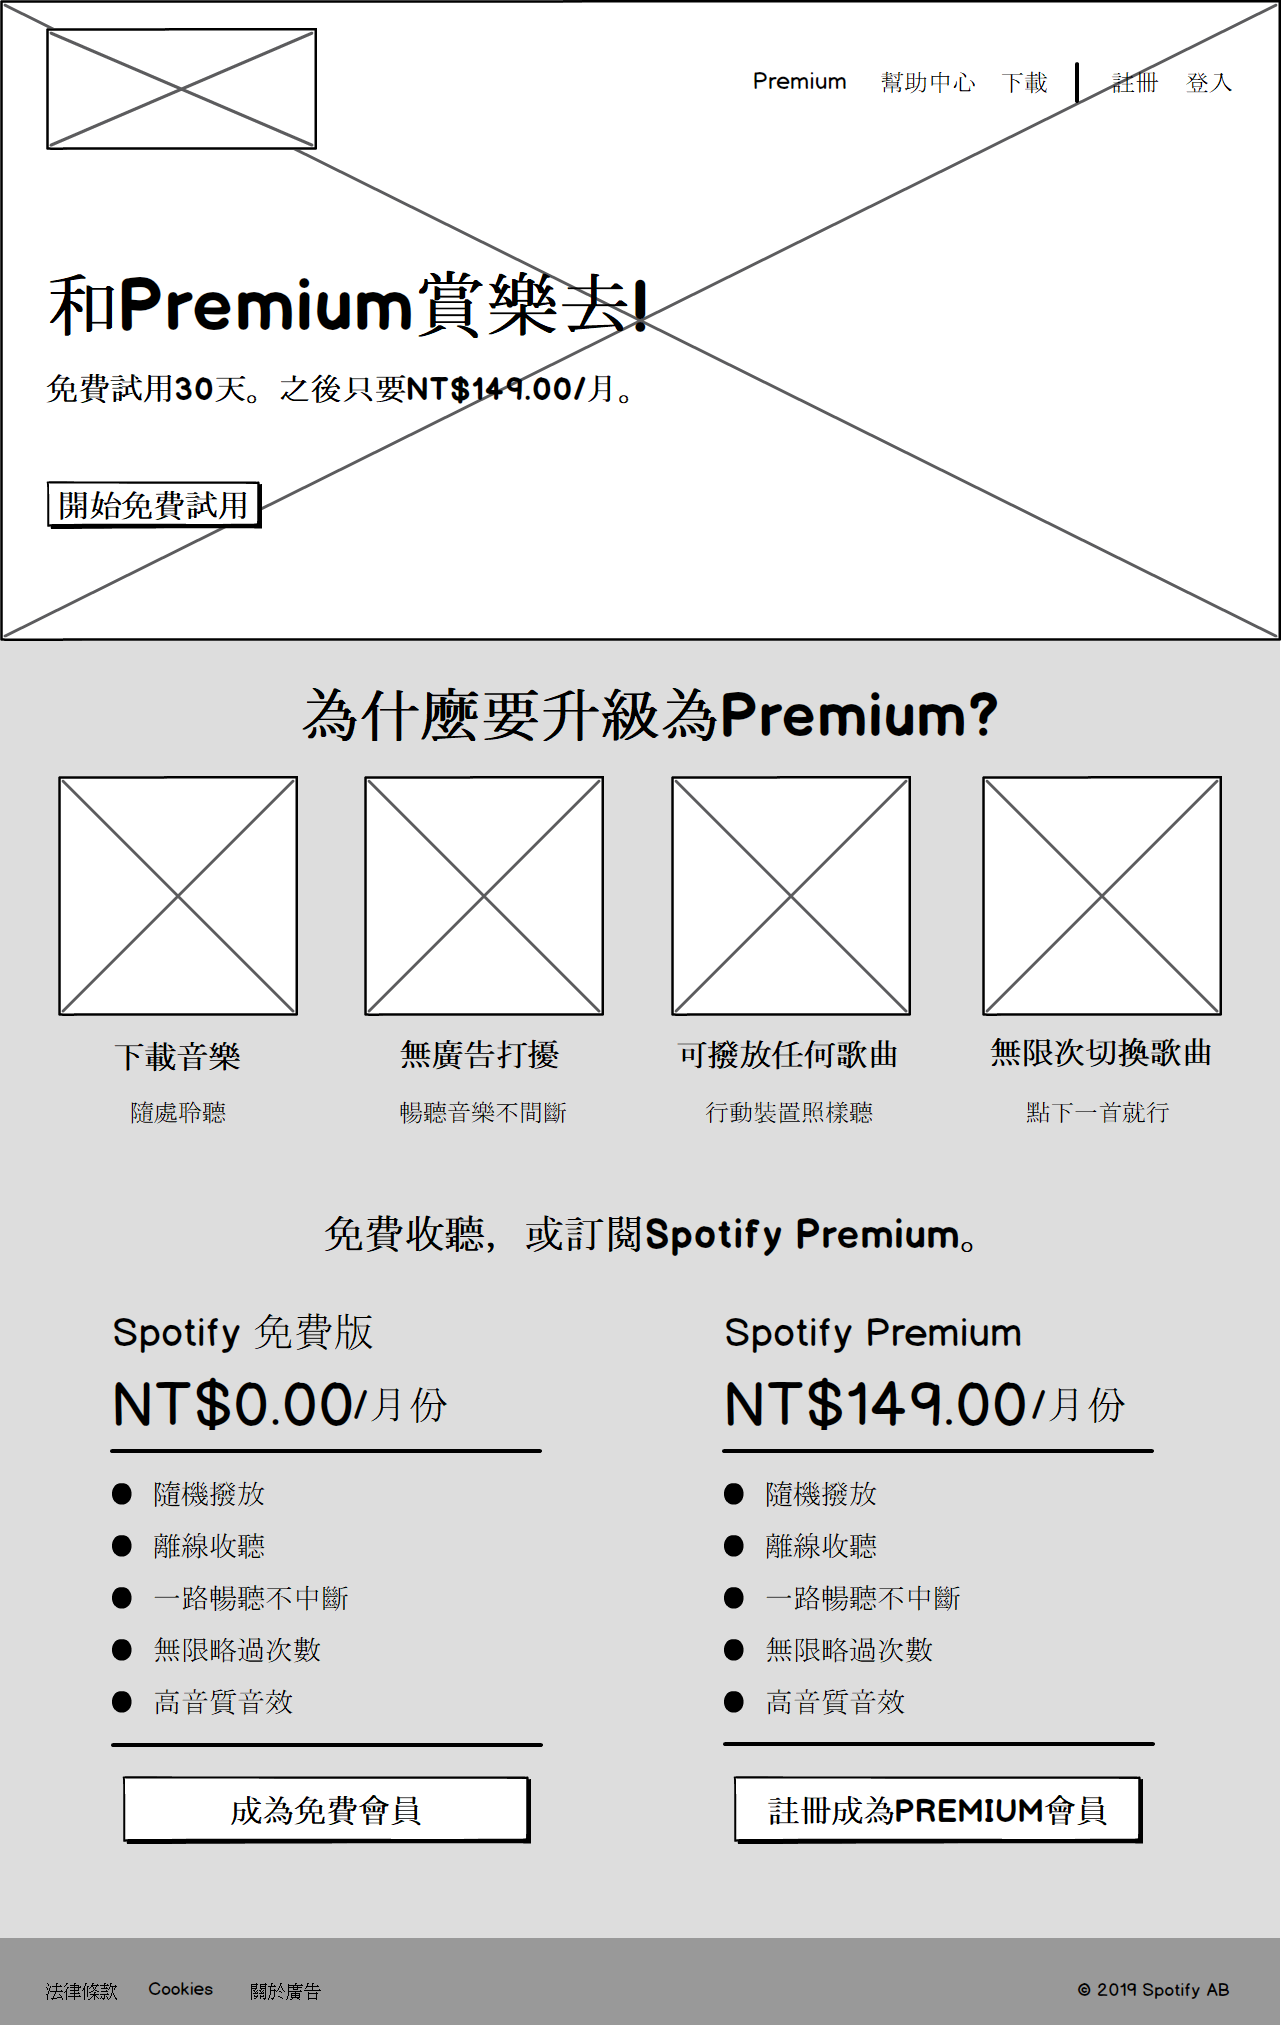 Premium 幫助中心 下載 註冊 登入
和Premium賞樂去!
免費試用30天。之後只要NT$149.00/月。
開始免費試用
為什麼要升級為Premium?
下載音樂
隨處聆聽
無廣告打擾
暢聽音樂不間斷
可撥放任何歌曲
行動裝置照樣聽
無限次切換歌曲
點下一首就行
免費收聽，或訂閱Spotify Premium。
Spotify 免費版
NT$0.00/月份
隨機撥放
離線收聽
一路暢聽不中斷
無限略過次數
高音質音效
成為免費會員
Spotify Premium
NT$149.00/月份
隨機撥放
離線收聽
一路暢聽不中斷
無限略過次數
高音質音效
註冊成為PREMIUM會員
法律條款 Cookies 關於廣告 © 2019 Spotify AB